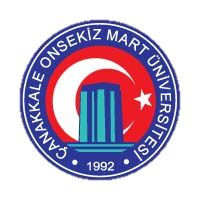 ÇANAKKALE ONSEKİZ MART ÜNİVERSİTESİ
· 1992 ·